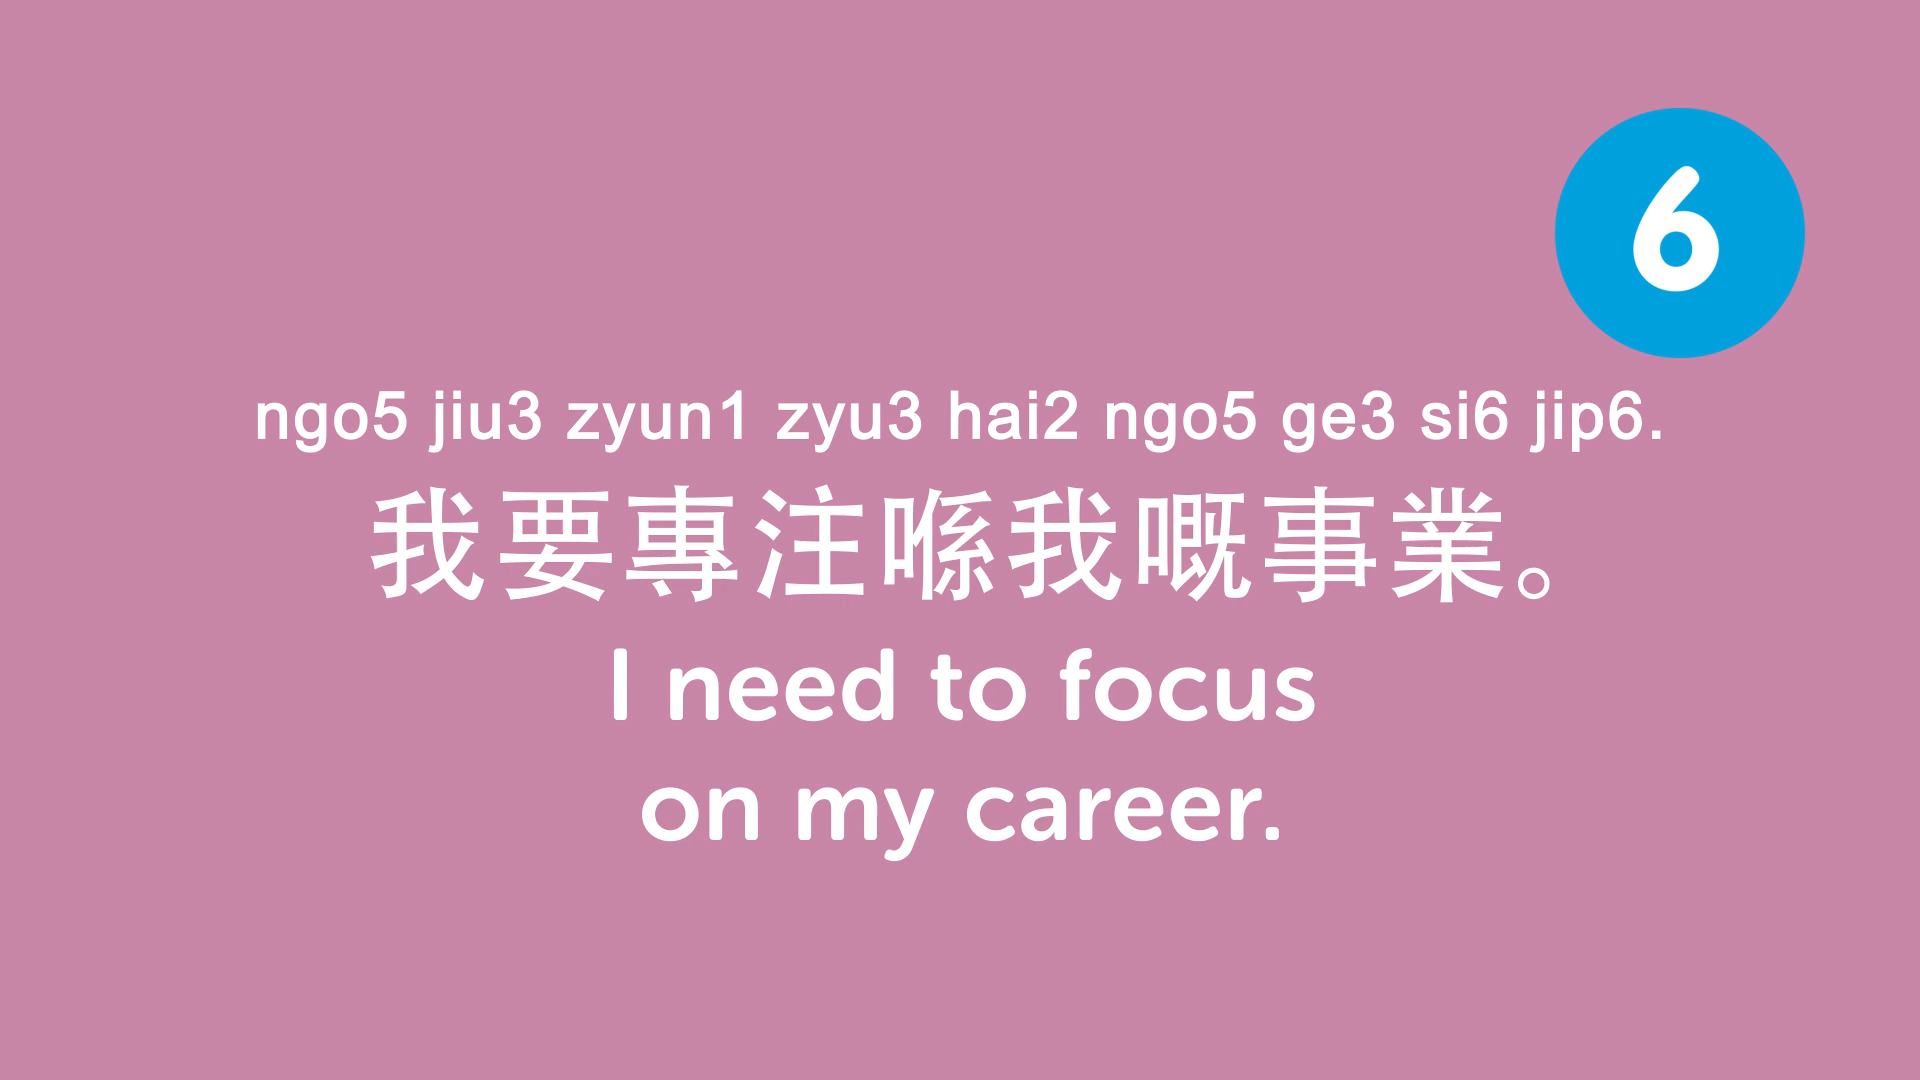 6
ngo5 jiu3 zyun1 zyu3 hai2 ngo5 ge3 si6 jip6.
我要專注喺我嘅事業。
I need to focus
on my career.